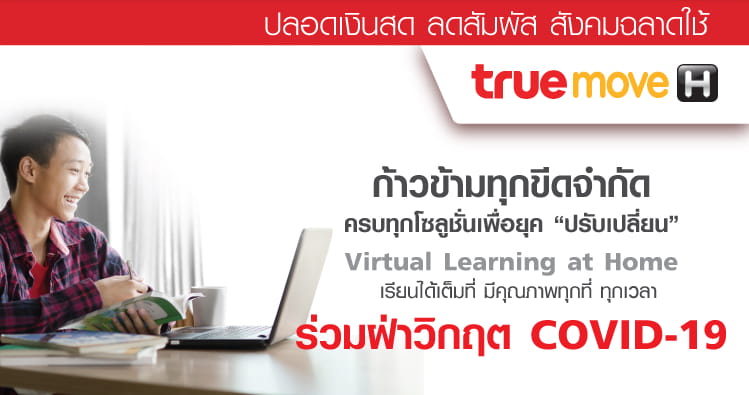 ปลอดเงินสด ลดสัมผัส สังคมฉลาดใช้
truemove H
ก้าวข้ามทุกขีดจำกัด
ครบทุกโซลูชั่นเพื่อยุค “ปรับเปลี่ยน”
Virtual Learning at Home
เรียนได้เต็มที่ มีคุณภาพทุกที่ ทุกเวลา
ร่วมฝ่าวิกฤต COVID-19